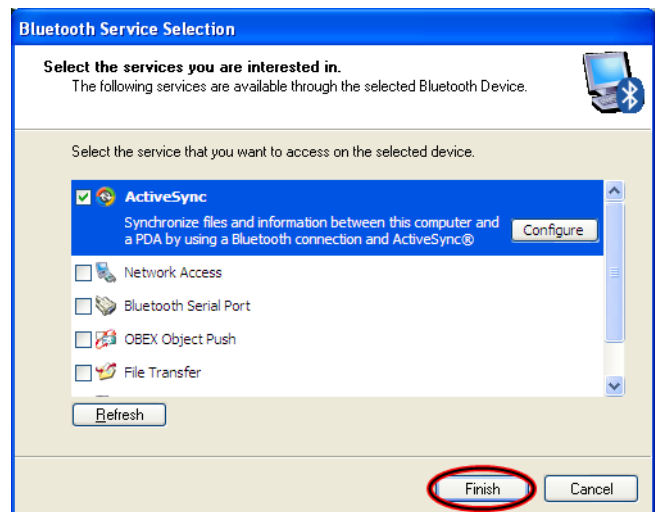 Bluetooth Service Selection
Select the services you are interested in.
The following services are available through the selected Bluetooth Device.
Select the service that you want to access on the selected device.
ActiveSync
Synchronize files and information between this computer and
a PDA by using a Bluetooth connection and ActiveSync®
Configure
Network Access
Bluetooth Serial Port
OBEX Object Push
File Transfer
Refresh
Finish
Cancel